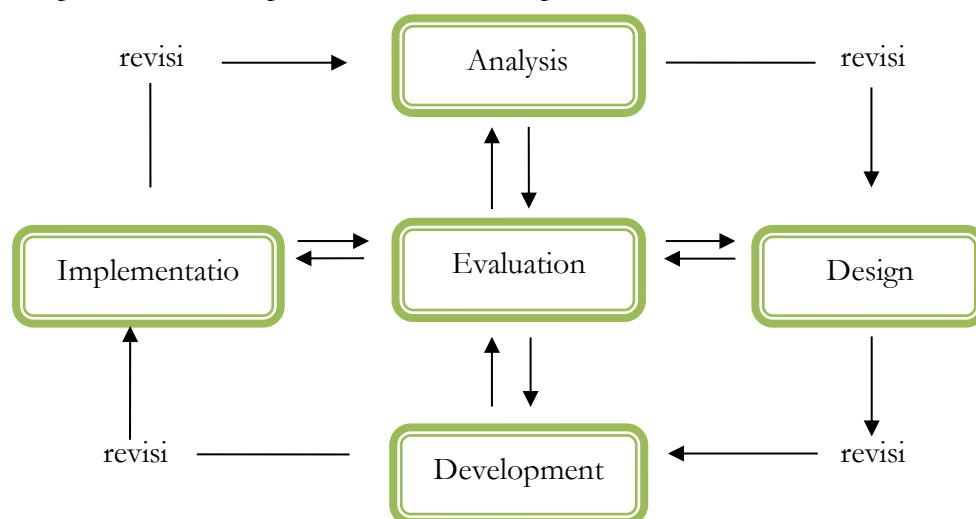 revisi
Analysis
revisi
Implementatio
Evaluation
Design
revisi
Development
revisi